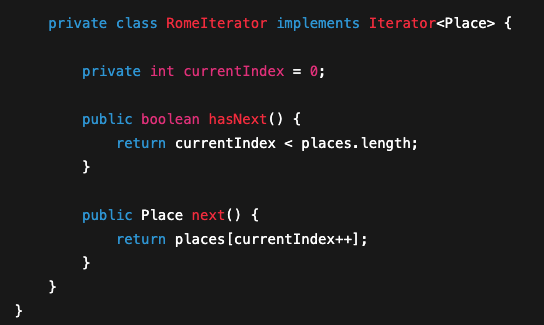 private class RomeIterator implements Iterator<Place> {
private int currentIndex = 0;
public boolean hasNext() {
return currentIndex < places.length;
}
public Place next() {
return places[currentIndex++];
}
}
}